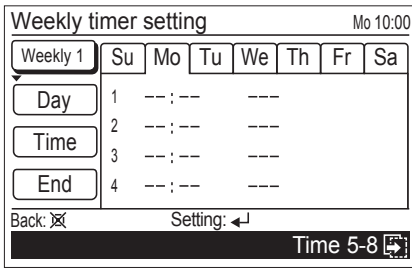 Weekly timer setting Mo 10:00
Weekly 1 Su Mo Tu We Th Fr Sa
Day 1 --:-- ---
2 --:-- ---
Time 3 --:-- ---
End 4 --:-- ---
Back: Setting:
Time 5-8